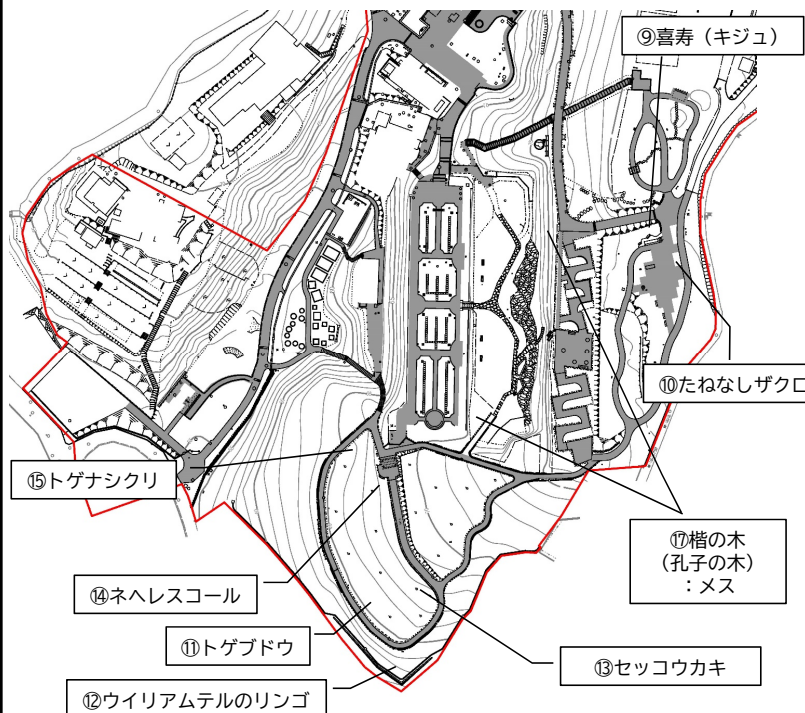 ⑨喜寿（キジュ）
⑩たねなしザクロ
⑮トゲナシクリ
⑰楷の木
（孔子の木）
：メス
⑭ネヘレスコール
⑪トゲブドウ
⑬セッコウカキ
⑫ウイリアムテルのリンゴ